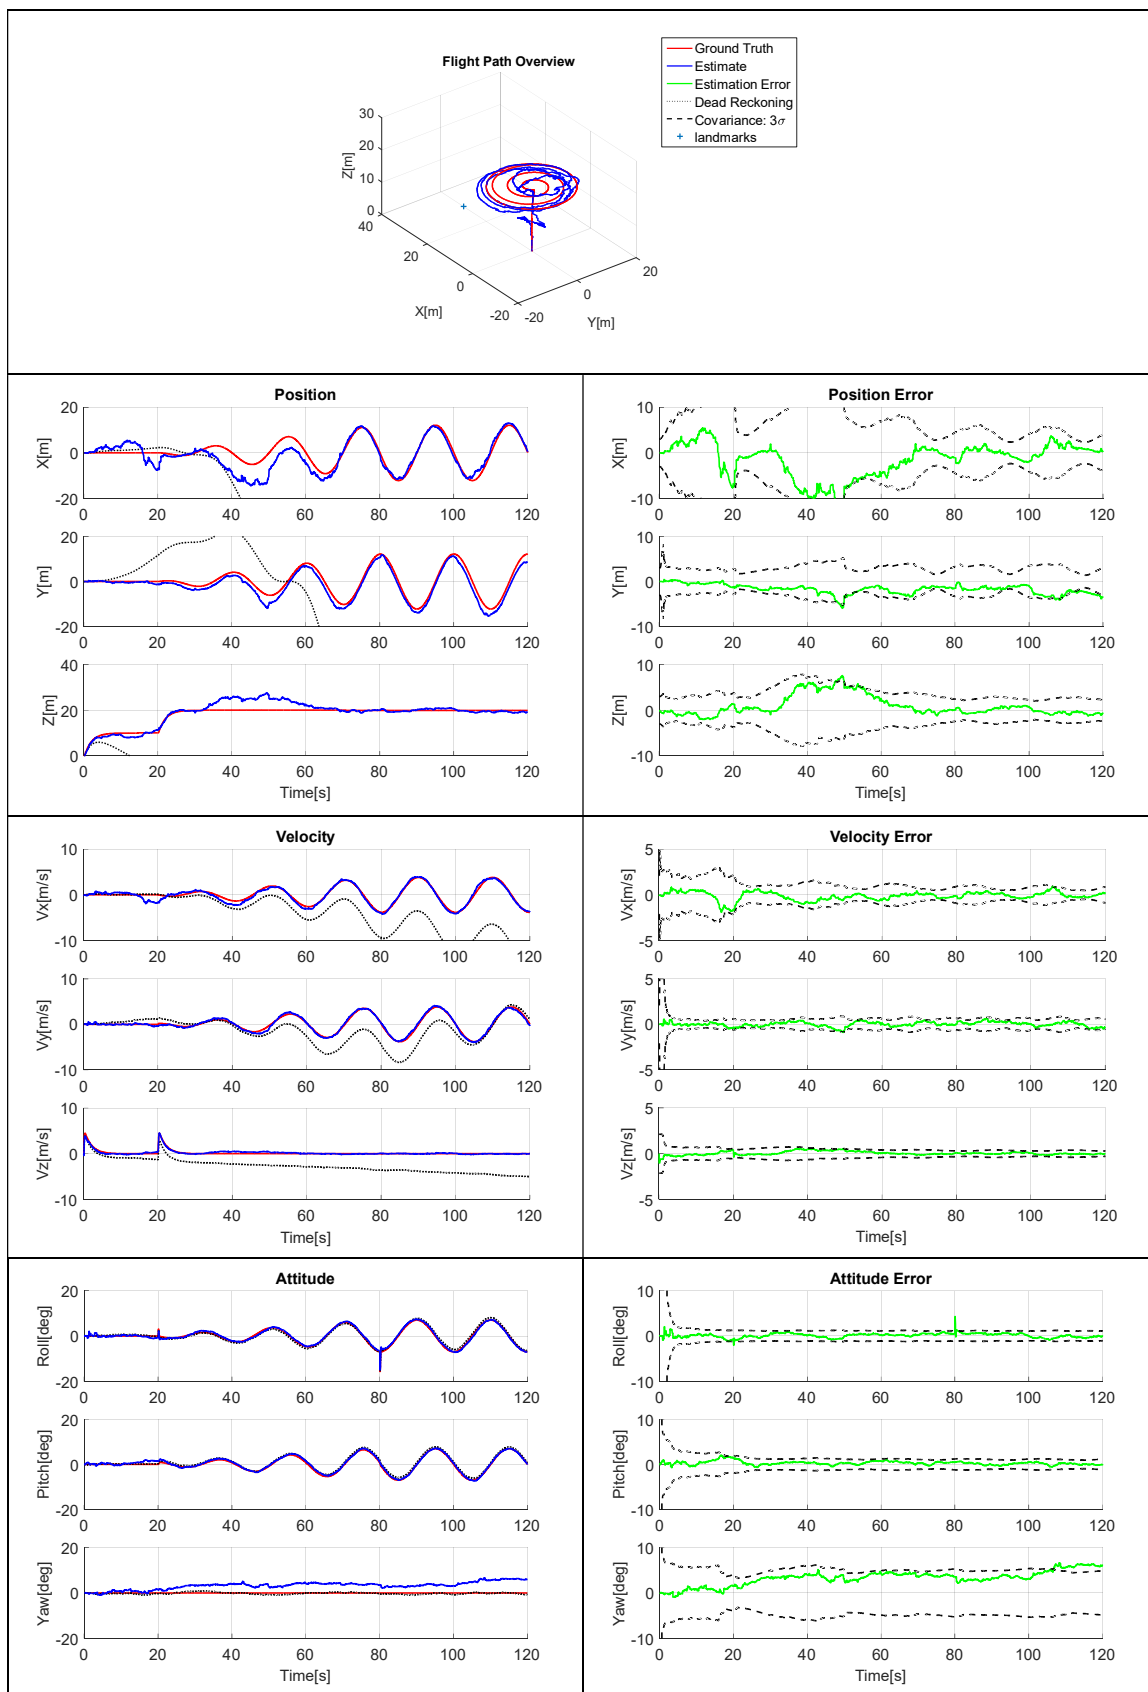 Flight Path Overview
Ground Truth
Estimate
Estimation Error
Dead Reckoning
Covariance: 3σ
landmarks
30
20
10
0
Z[m]
40
20
0
-20
X[m]
-20
0
20
Y[m]
Position
20
0
-20
X[m]
0 20 40 60 80 100 120
20
0
-20
Y[m]
0 20 40 60 80 100 120
40
20
0
Z[m]
0 20 40 60 80 100 120
Time[s]
Position Error
10
0
-10
X[m]
0 20 40 60 80 100 120
10
0
-10
Y[m]
0 20 40 60 80 100 120
10
0
-10
Z[m]
0 20 40 60 80 100 120
Time[s]
Velocity
10
0
-10
Vx[m/s]
0 20 40 60 80 100 120
10
0
-10
Vy[m/s]
0 20 40 60 80 100 120
10
0
-10
Vz[m/s]
0 20 40 60 80 100 120
Time[s]
Velocity Error
5
0
-5
Vx[m/s]
0 20 40 60 80 100 120
5
0
-5
Vy[m/s]
0 20 40 60 80 100 120
5
0
-5
Vz[m/s]
0 20 40 60 80 100 120
Time[s]
Attitude
20
0
-20
Roll[deg]
0 20 40 60 80 100 120
20
0
-20
Pitch[deg]
0 20 40 60 80 100 120
20
0
-20
Yaw[deg]
0 20 40 60 80 100 120
Time[s]
Attitude Error
10
0
-10
Roll[deg]
0 20 40 60 80 100 120
10
0
-10
Pitch[deg]
0 20 40 60 80 100 120
10
0
-10
Yaw[deg]
0 20 40 60 80 100 120
Time[s]